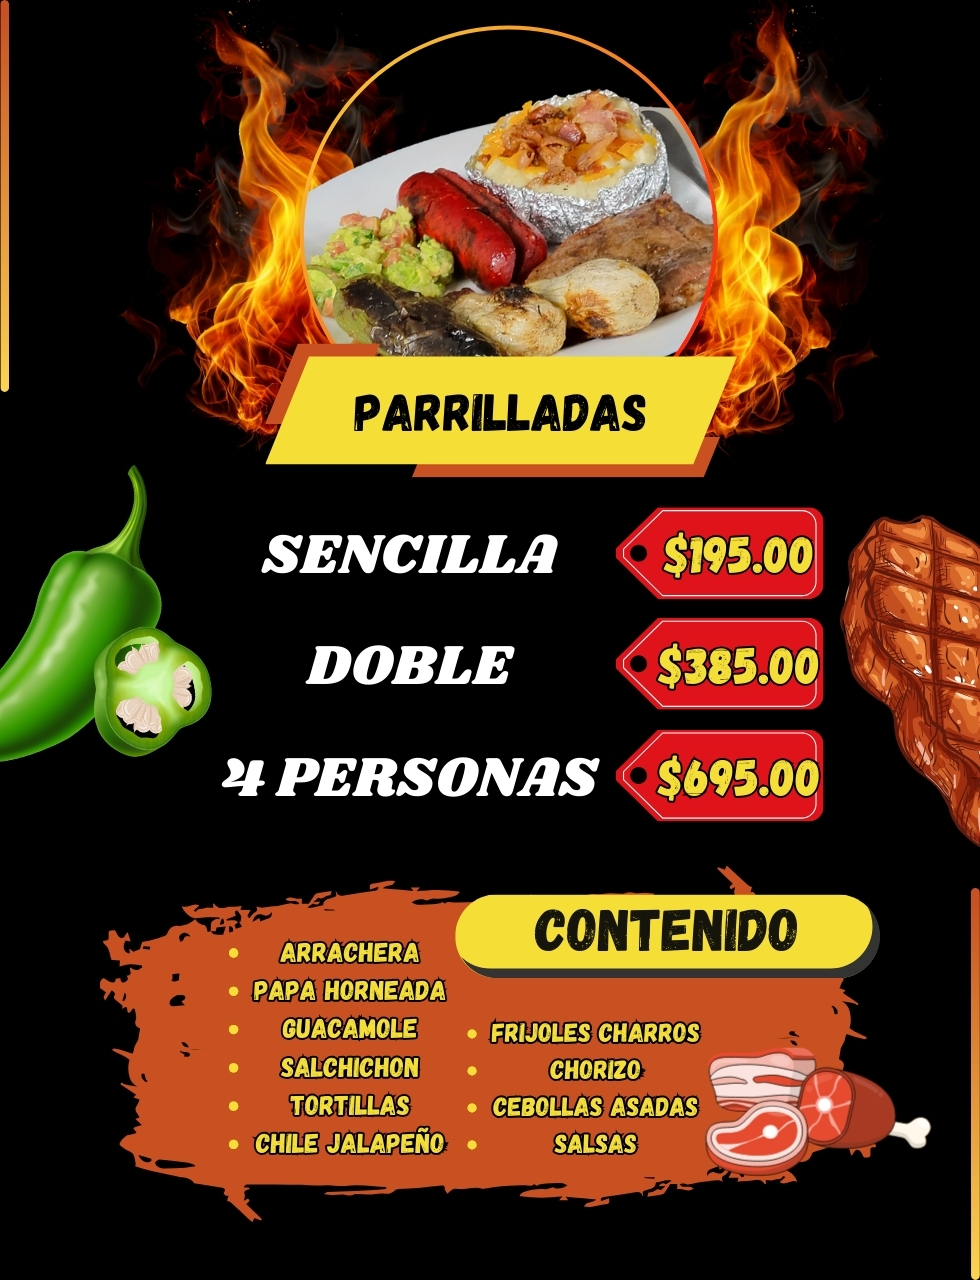 PARRILLADAS
SENCILLA $195.00
DOBLE $385.00
4 PERSONAS $695.00
CONTENIDO
• ARRACHERA
• PAPA HORNEADA
• GUACAMOLE
• SALCHICHON
• TORTILLAS
• CHILE JALAPEÑO
• FRIJOLES CHARROS
• CHORIZO
• CEBOLLAS ASADAS
• SALSAS